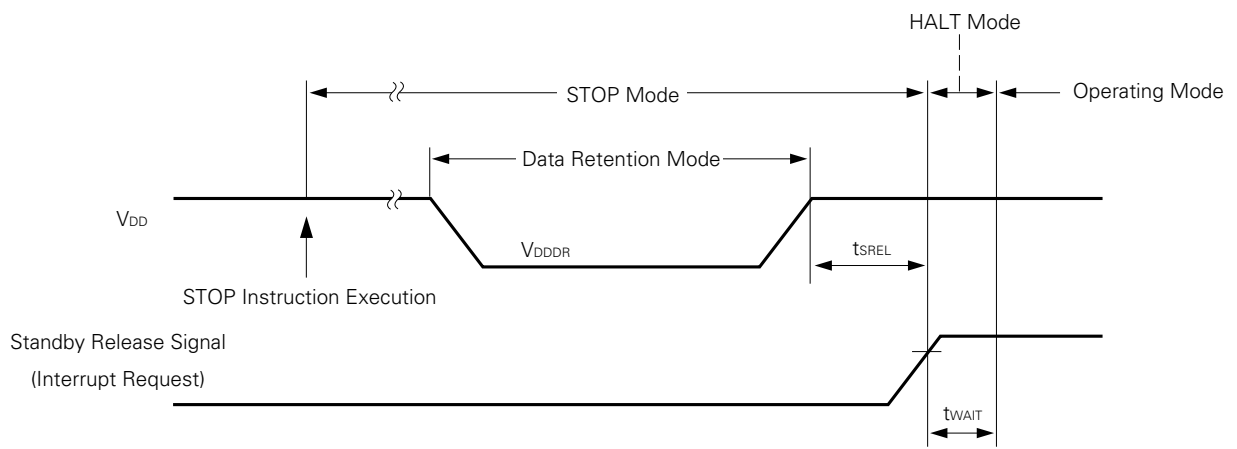 HALT Mode
STOP Mode
Operating Mode
Data Retention Mode
VDD
VDDDR
tSREL
STOP Instruction Execution
Standby Release Signal
(Interrupt Request)
tWAIT